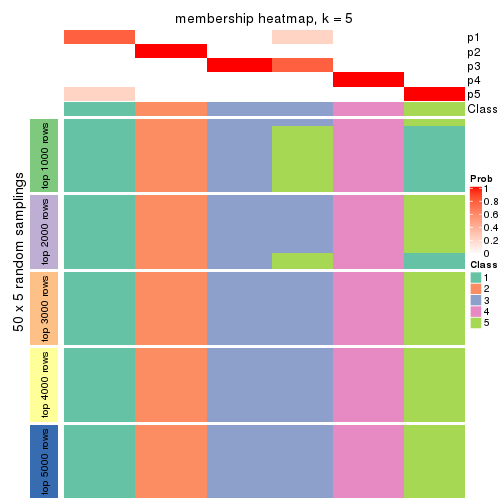 membership heatmap, k = 5
p1
p2
p3
p4
p5
Class
50 x 5 random samplings
top 1000 rows
top 2000 rows
top 3000 rows
top 4000 rows
top 5000 rows
Prob
1
0.8
0.6
0.4
0.2
0
Class
1
2
3
4
5